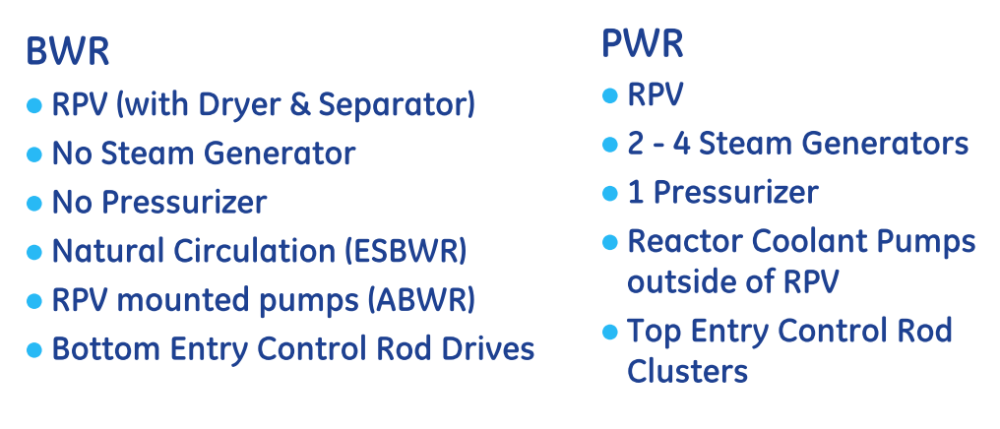 BWR
● RPV (with Dryer & Separator)
● No Steam Generator
● No Pressurizer
● Natural Circulation (ESBWR)
● RPV mounted pumps (ABWR)
● Bottom Entry Control Rod Drives
PWR
● RPV
● 2 - 4 Steam Generators
● 1 Pressurizer
● Reactor Coolant Pumps
outside of RPV
● Top Entry Control Rod
Clusters